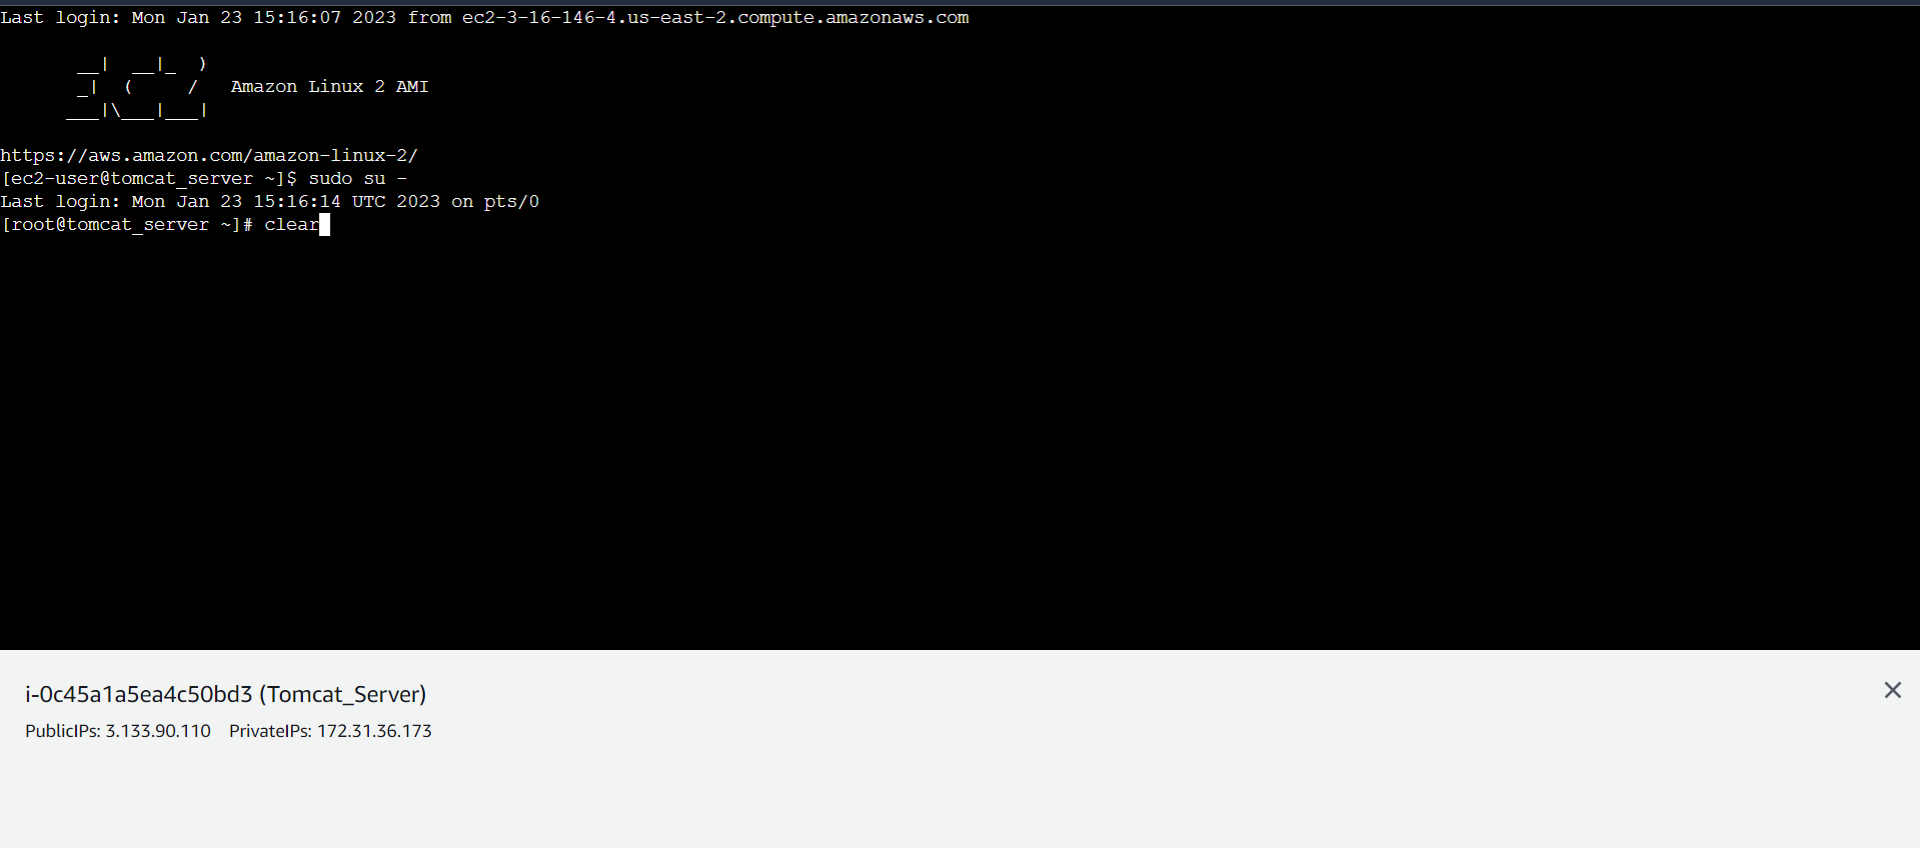 Last login: Mon Jan 23 15:16:07 2023 from ec2-3-16-146-4.us-east-2.compute.amazonaws.com
       __|  __|_  )
       _|  (     /   Amazon Linux 2 AMI
      ___|\___|___|
https://aws.amazon.com/amazon-linux-2/
[ec2-user@tomcat_server ~]$ sudo su -
Last login: Mon Jan 23 15:16:14 UTC 2023 on pts/0
[root@tomcat_server ~]# clear
i-0c45a1a5ea4c50bd3 (Tomcat_Server)
PublicIPs: 3.133.90.110 PrivateIPs: 172.31.36.173